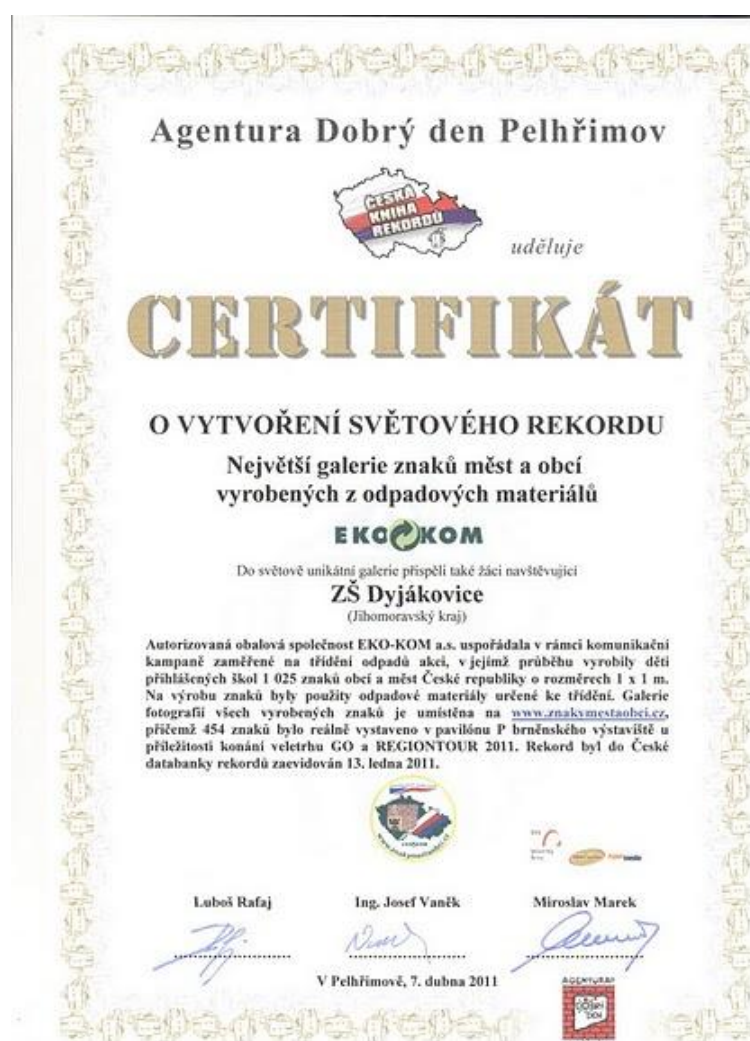 Agentura Dobrý den Pelhřimov
ČESKÁ
KNIHA
REKORDŮ
uděluje
CERTIFIKÁT
O VYTVOŘENÍ SVĚTOVÉHO REKORDU
Největší galerie znaků měst a obcí
vyrobených z odpadových materiálů
EKO KOM
Do světově unikátní galerie přispěli také žáci navštěvující
ZŠ Dyjákovice
(Jihomoravský kraj)
Autorizovaná obalová společnost EKO-KOM a.s. uspořádala v rámci komunikační
kampaně zaměřené na třídění odpadů akci, v jejímž průběhu vyrobily děti
přihlášených škol 1 025 znaků obcí a měst České republiky o rozměrech 1 x 1 m.
Na výrobu znaků byly použity odpadové materiály určené ke třídění. Galerie
fotografií všech vyrobených znaků je umístěna na www.znakymestaobci.cz,
přičemž 454 znaků bylo reálně vystaveno v pavilónu P brněnského výstaviště u
příležitosti konání veletrhu GO a REGIONTOUR 2011. Rekord byl do České
databanky rekordů zaevidován 13. ledna 2011.
Luboš Rafaj
Ing. Josef Vaněk
Miroslav Marek
V Pelhřimově, 7. dubna 2011
AGENTURA
DOBRÝ
DEN